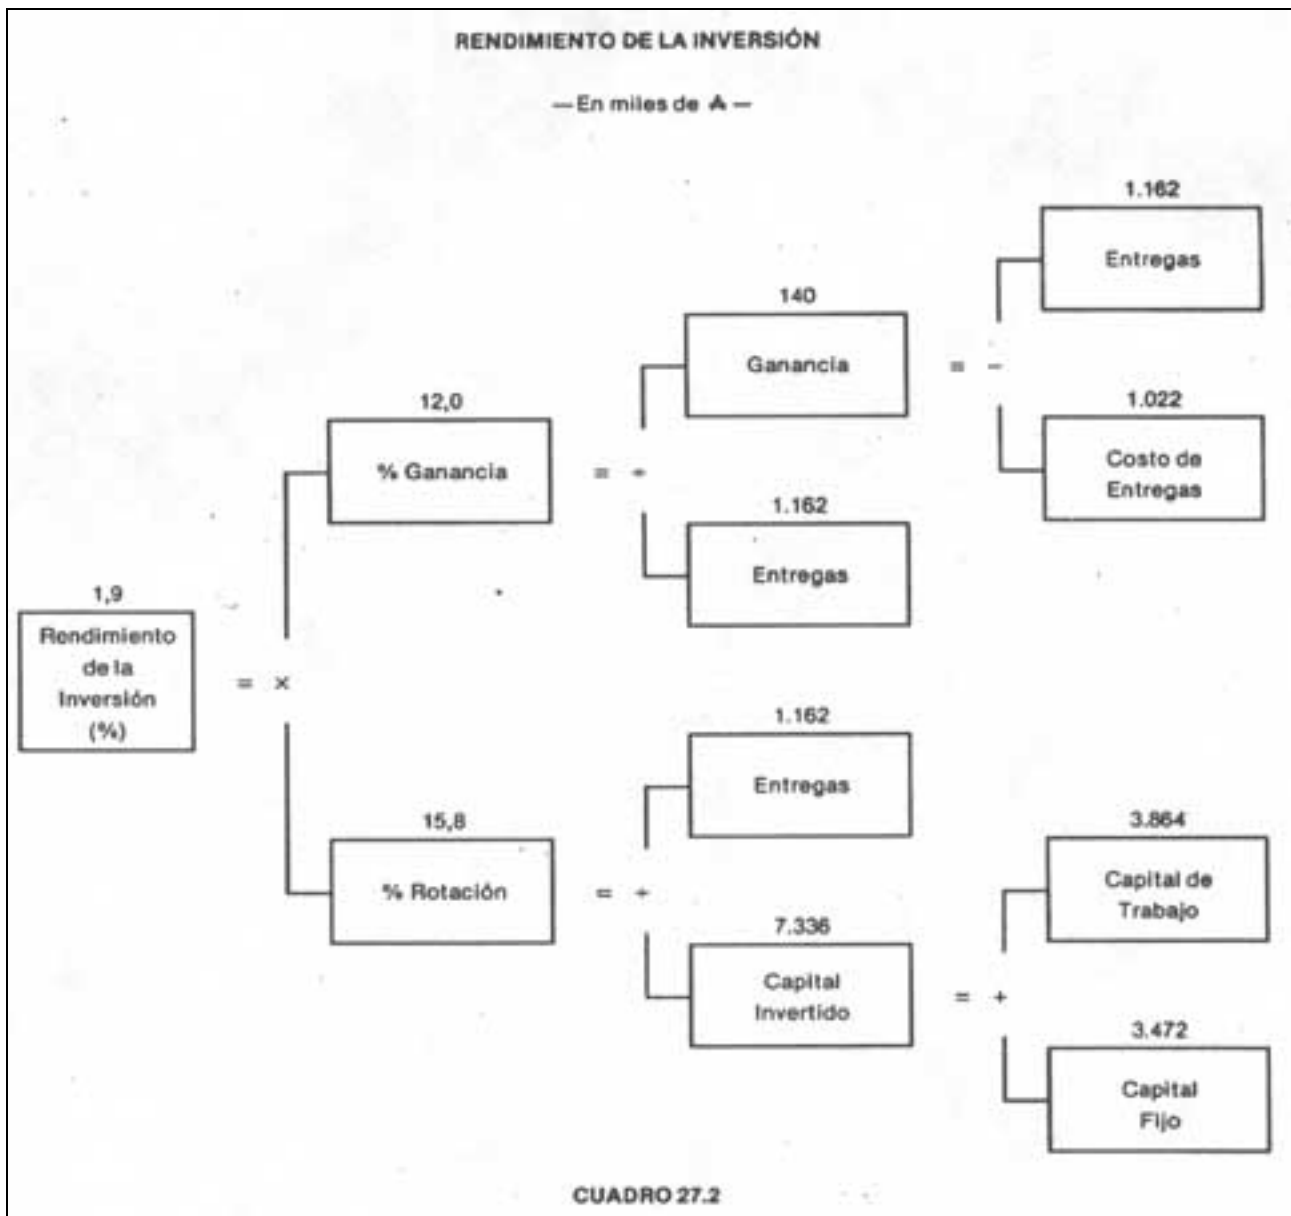 RENDIMIENTO DE LA INVERSIÓN
—En miles de ₳—
1.162
Entregas
140
Ganancia
= −
1.022
Costo de
Entregas
12,0
% Ganancia
= ÷
1.162
Entregas
1,9
Rendimiento
de la
Inversión
(%)
= ×
1.162
Entregas
15,8
% Rotación
= ÷
3.864
Capital de
Trabajo
7.336
Capital
Invertido
= +
3.472
Capital
Fijo
CUADRO 27.2